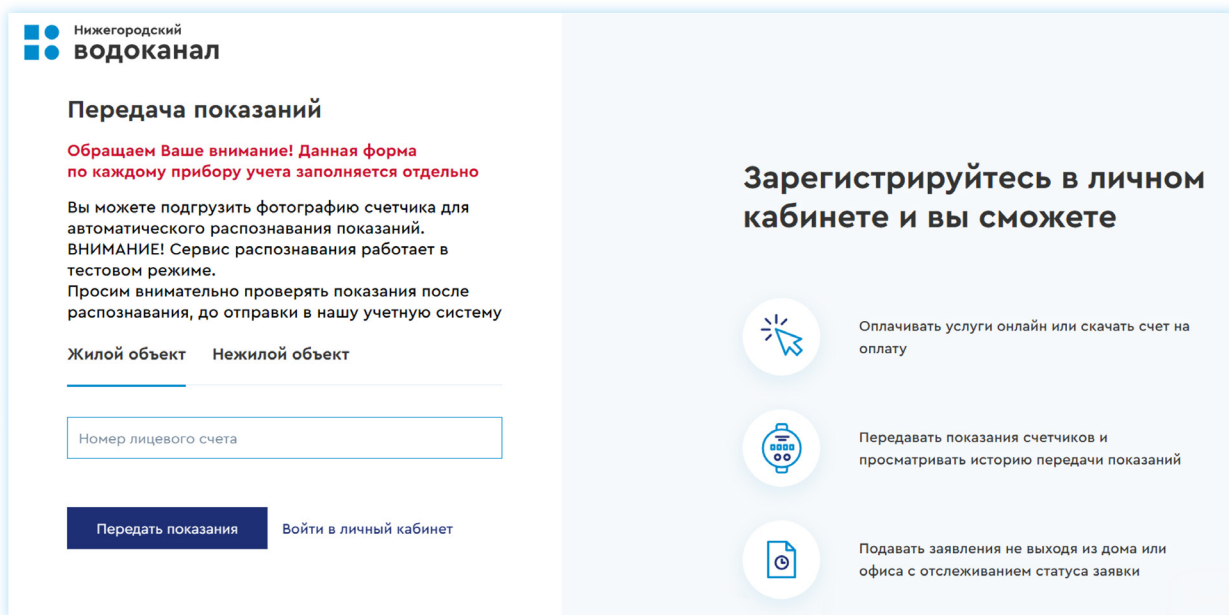 Нижегородский
водоканал
Передача показаний
Обращаем Ваше внимание! Данная форма
по каждому прибору учета заполняется отдельно
Вы можете подгрузить фотографию счетчика для
автоматического распознавания показаний.
ВНИМАНИЕ! Сервис распознавания работает в
тестовом режиме.
Просим внимательно проверять показания после
распознавания, до отправки в нашу учетную систему
Жилой объект Нежилой объект
Номер лицевого счета
Передать показания Войти в личный кабинет
Зарегистрируйтесь в личном
кабинете и вы сможете
Оплачивать услуги онлайн или скачать счет на
оплату
Передавать показания счетчиков и
просматривать историю передачи показаний
Подавать заявления не выходя из дома или
офиса с отслеживанием статуса заявки